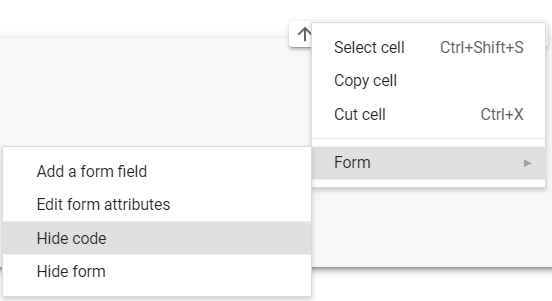 Select cell Ctrl+Shift+S
Copy cell
Cut cell Ctrl+X
Form
Add a form field
Edit form attributes
Hide code
Hide form